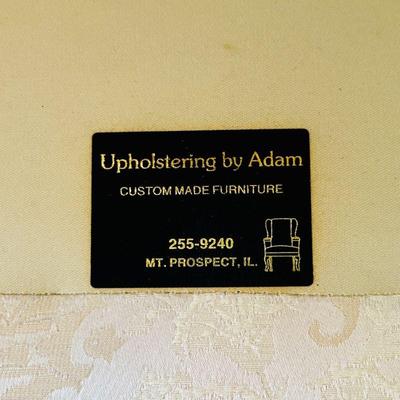 Upholstering by Adam
CUSTOM MADE FURNITURE
255-9240
MT. PROSPECT, IL.